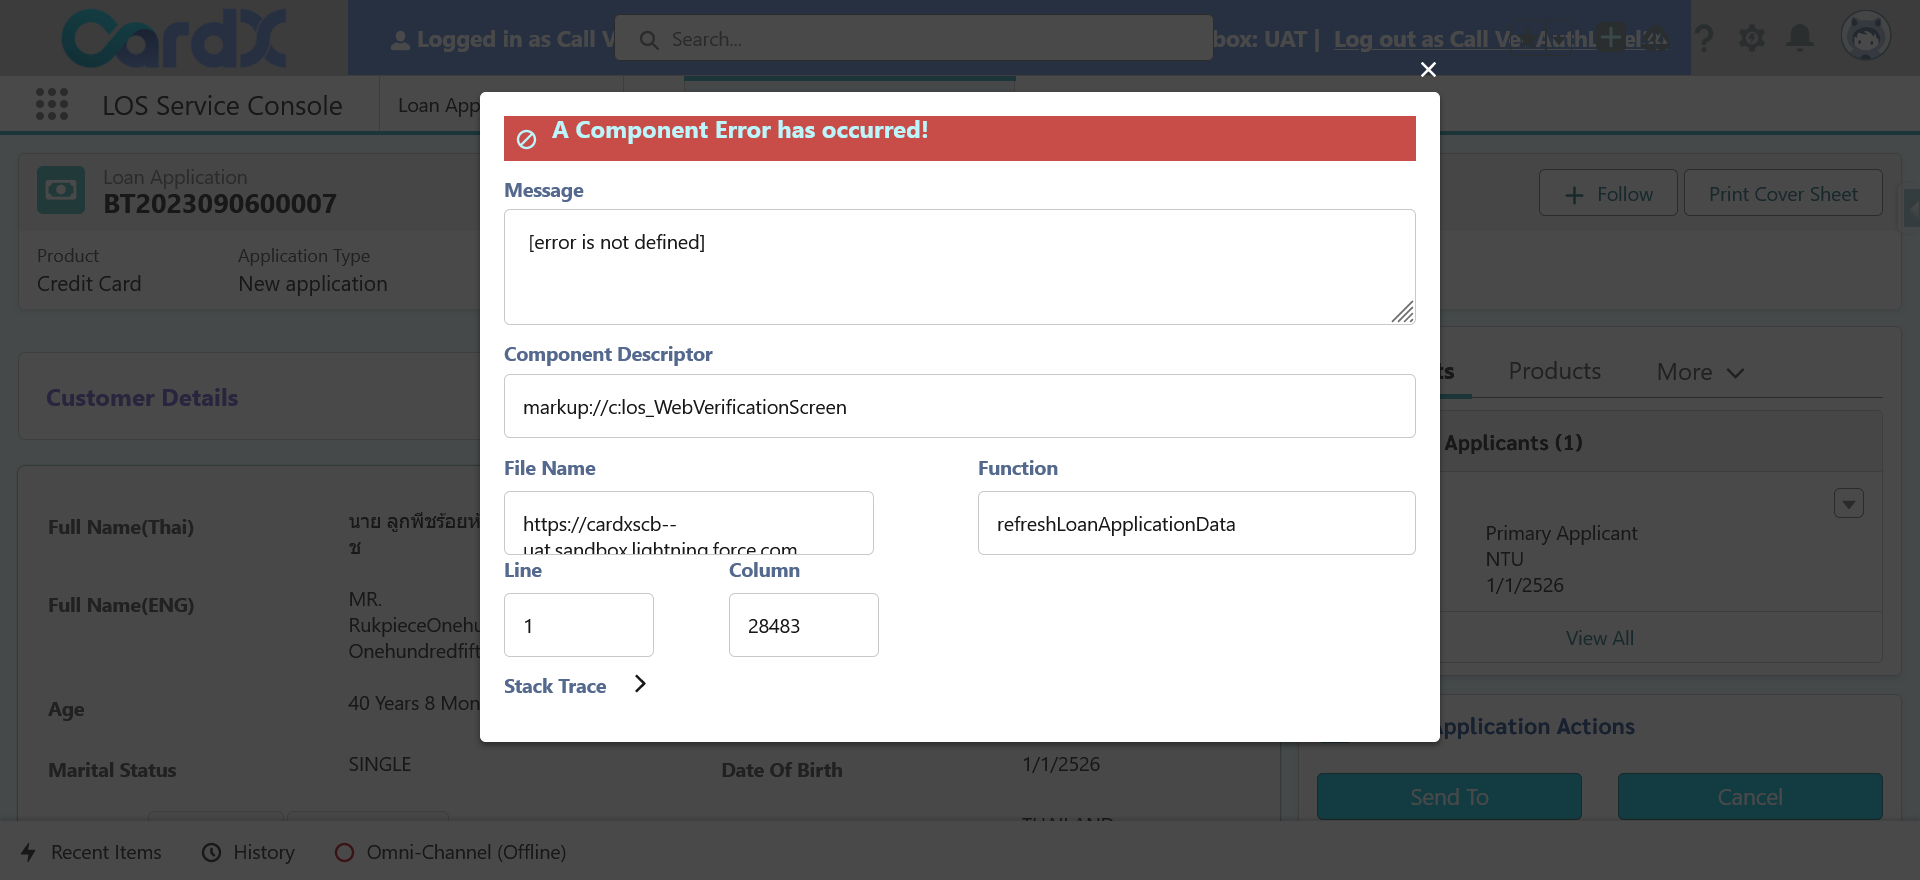 CardX
Logged in as Call V
Search...
box: UAT |
Log out as Call Ve
LOS Service Console
Loan App
A Component Error has occurred!
Message
[error is not defined]
Component Descriptor
markup://c:los_WebVerificationScreen
File Name
Function
https://cardxscb--
uat.sandbox.lightning.force.com
refreshLoanApplicationData
Line
Column
1
28483
Stack Trace
Loan Application
BT2023090600007
Follow
Print Cover Sheet
Product
Application Type
Credit Card
New application
Customer Details
ts
Products
More
Applicants (1)
Full Name(Thai)
นาย ลูกพีชร้อยห้
ช
Primary Applicant
NTU
1/1/2526
Full Name(ENG)
MR.
RukpieceOnehu
Onehundredfift
View All
Age
40 Years 8 Mon
Application Actions
Marital Status
SINGLE
Date Of Birth
1/1/2526
Send To
Cancel
THAILAND
Recent Items
History
Omni-Channel (Offline)